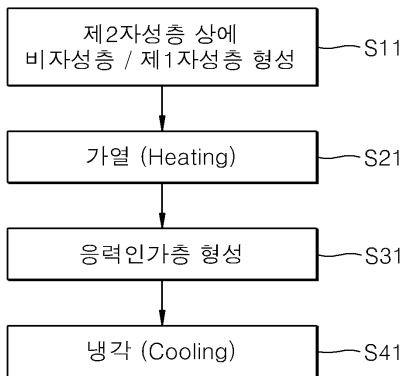 제2자성층 상에
비자성층 / 제1자성층 형성
S11
가열 (Heating)
S21
응력인가층 형성
S31
냉각 (Cooling)
S41